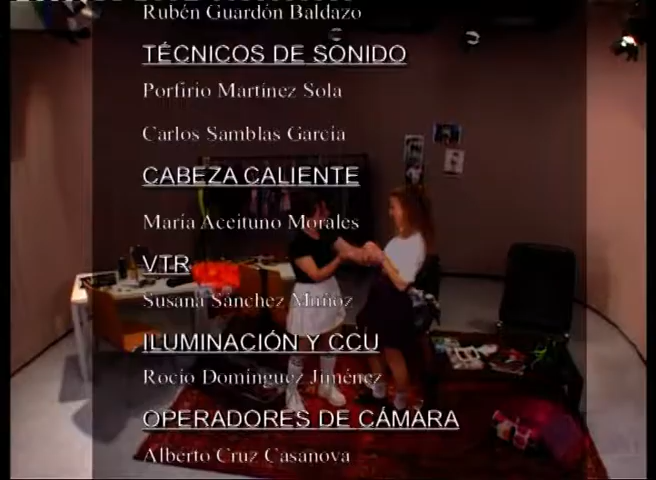 Rubén Guardón Baldazo
TÉCNICOS DE SONIDO
Porfirio Martínez Sola
Carlos Samblas García
CABEZA CALIENTE
María Aceituno Morales
VTR
Susana Sánchez Muñoz
ILUMINACIÓN Y CCU
Rocío Domínguez Jiménez
OPERADORES DE CÁMARA
Alberto Cruz Casanova